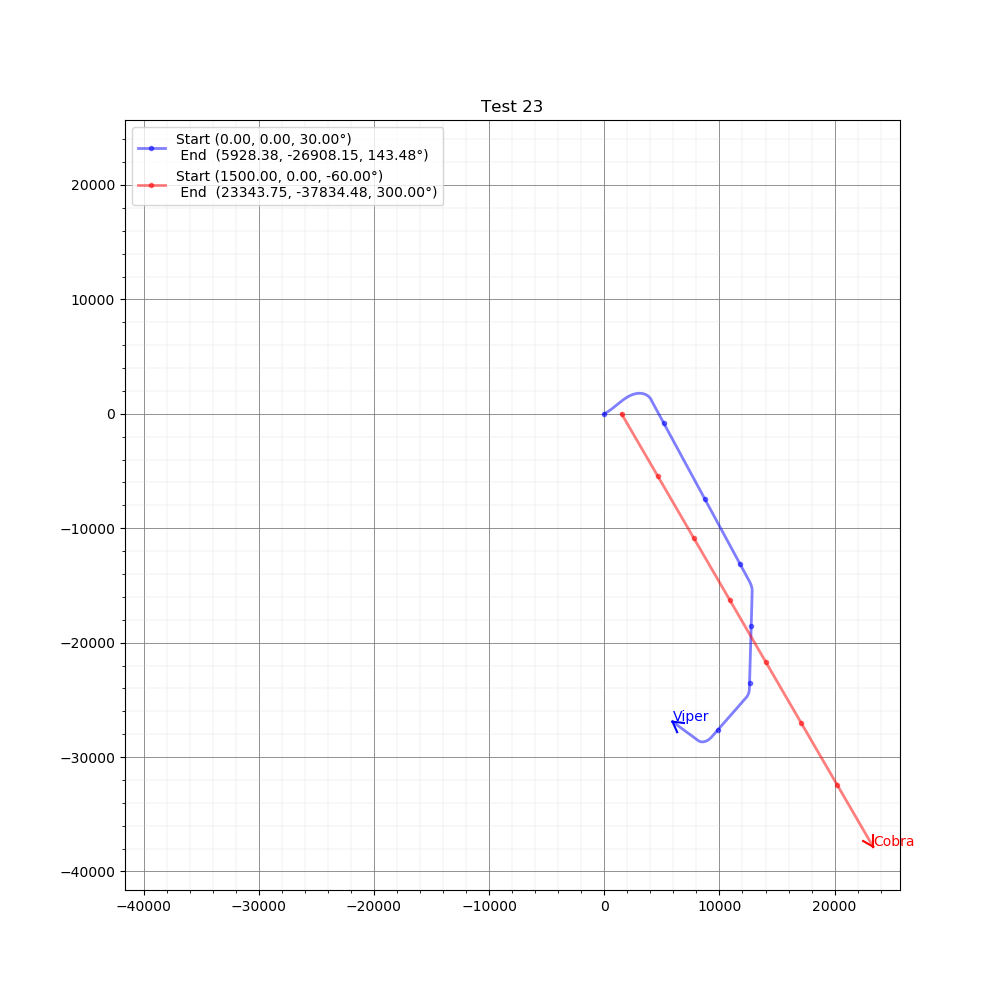 Test 23
Start (0.00, 0.00, 30.00°)
End  (5928.38, -26908.15, 143.48°)
Start (1500.00, 0.00, -60.00°)
End  (23343.75, -37834.48, 300.00°)
20000
10000
0
−10000
−20000
−30000
−40000
Viper
Cobra
−40000
−30000
−20000
−10000
0
10000
20000